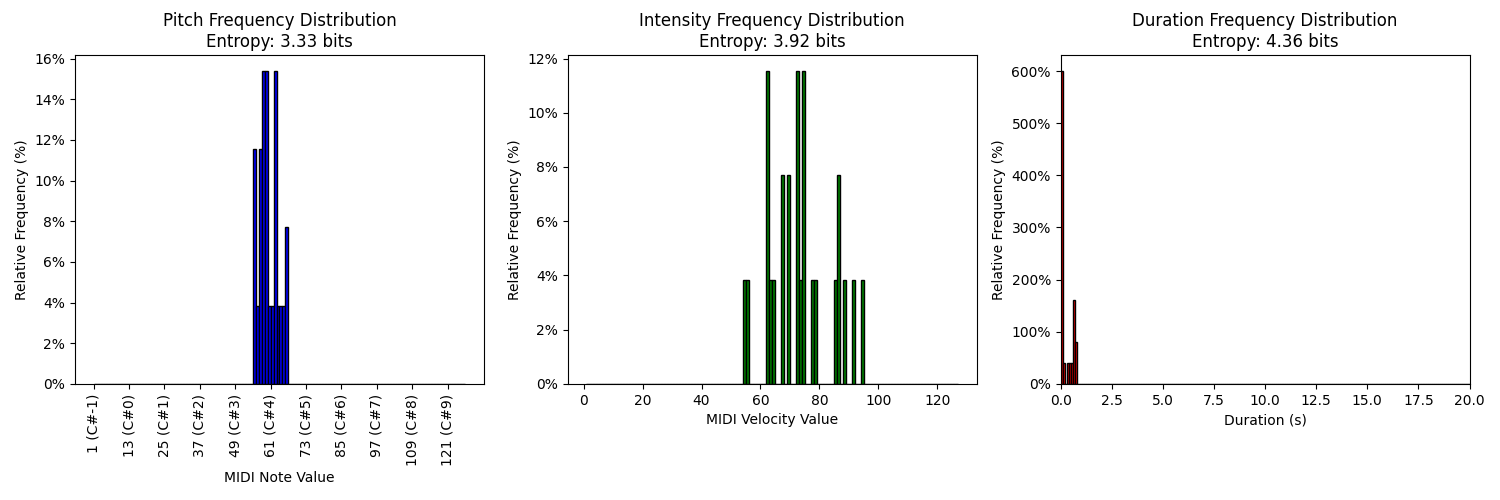 Pitch Frequency Distribution
Entropy: 3.33 bits
16%
14%
12%
10%
8%
6%
4%
2%
0%
Relative Frequency (%)
1 (C#-1)
13 (C#0)
25 (C#1)
37 (C#2)
49 (C#3)
61 (C#4)
73 (C#5)
85 (C#6)
97 (C#7)
109 (C#8)
121 (C#9)
MIDI Note Value
Intensity Frequency Distribution
Entropy: 3.92 bits
12%
10%
8%
6%
4%
2%
0%
Relative Frequency (%)
0 20 40 60 80 100 120
MIDI Velocity Value
Duration Frequency Distribution
Entropy: 4.36 bits
600%
500%
400%
300%
200%
100%
0%
Relative Frequency (%)
0.0 2.5 5.0 7.5 10.0 12.5 15.0 17.5 20.0
Duration (s)